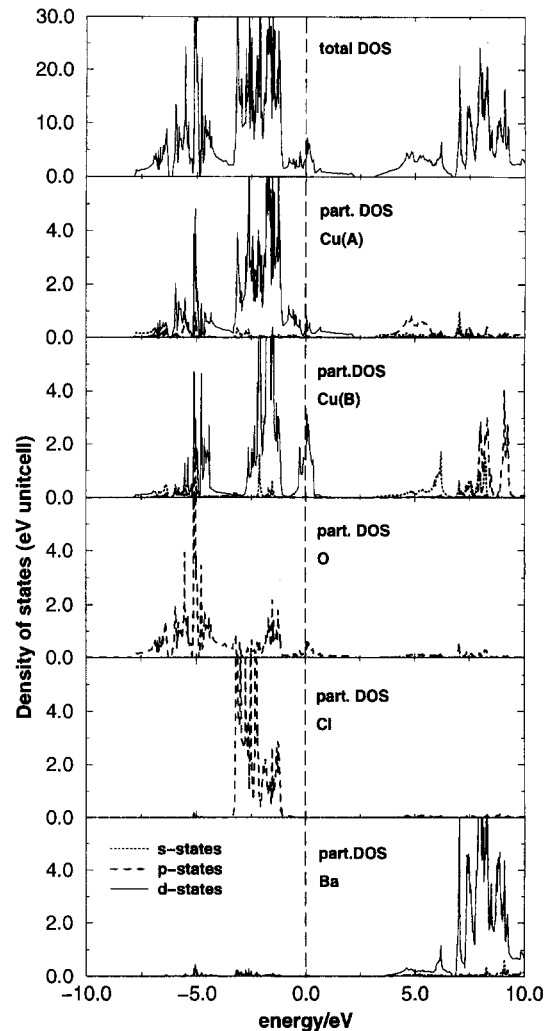 30.0
20.0
10.0
0.0
total DOS
4.0
2.0
0.0
part. DOS
Cu(A)
4.0
2.0
0.0
part.DOS
Cu(B)
4.0
2.0
0.0
part. DOS
O
4.0
2.0
0.0
part. DOS
Cl
4.0
2.0
0.0
s-states
p-states
d-states
part.DOS
Ba
-10.0 -5.0 0.0 5.0 10.0
energy/eV
Density of states (eV unitcell)